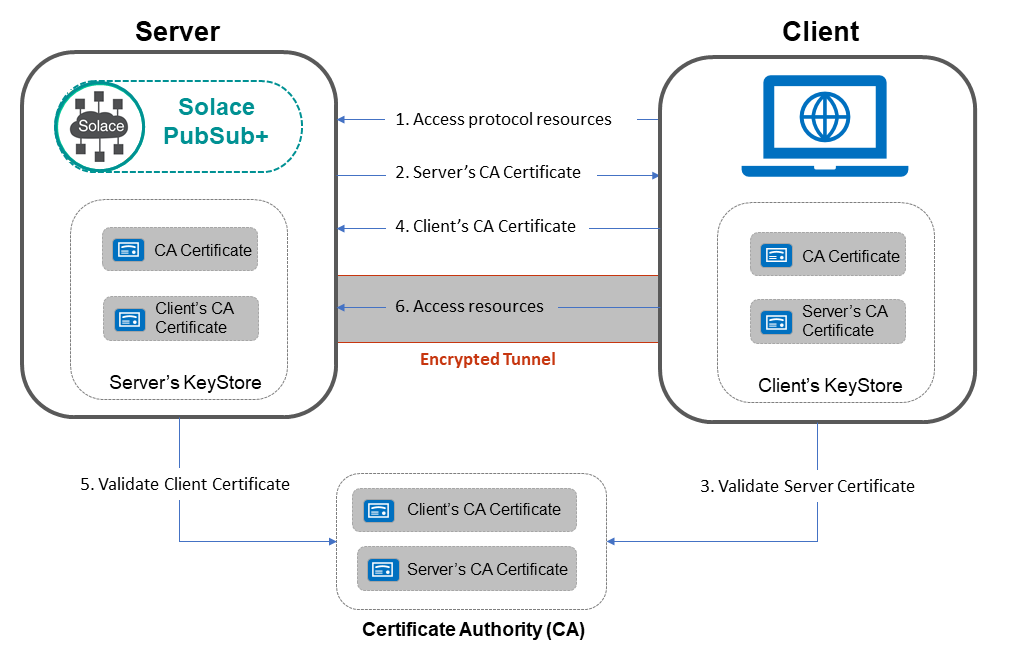 Server
Client
Solace
Solace
PubSub+
1. Access protocol resources
2. Server’s CA Certificate
4. Client’s CA Certificate
6. Access resources
Encrypted Tunnel
CA Certificate
Client’s CA
Certificate
Server’s KeyStore
CA Certificate
Server’s CA
Certificate
Client’s KeyStore
5. Validate Client Certificate
3. Validate Server Certificate
Client’s CA Certificate
Server’s CA Certificate
Certificate Authority (CA)